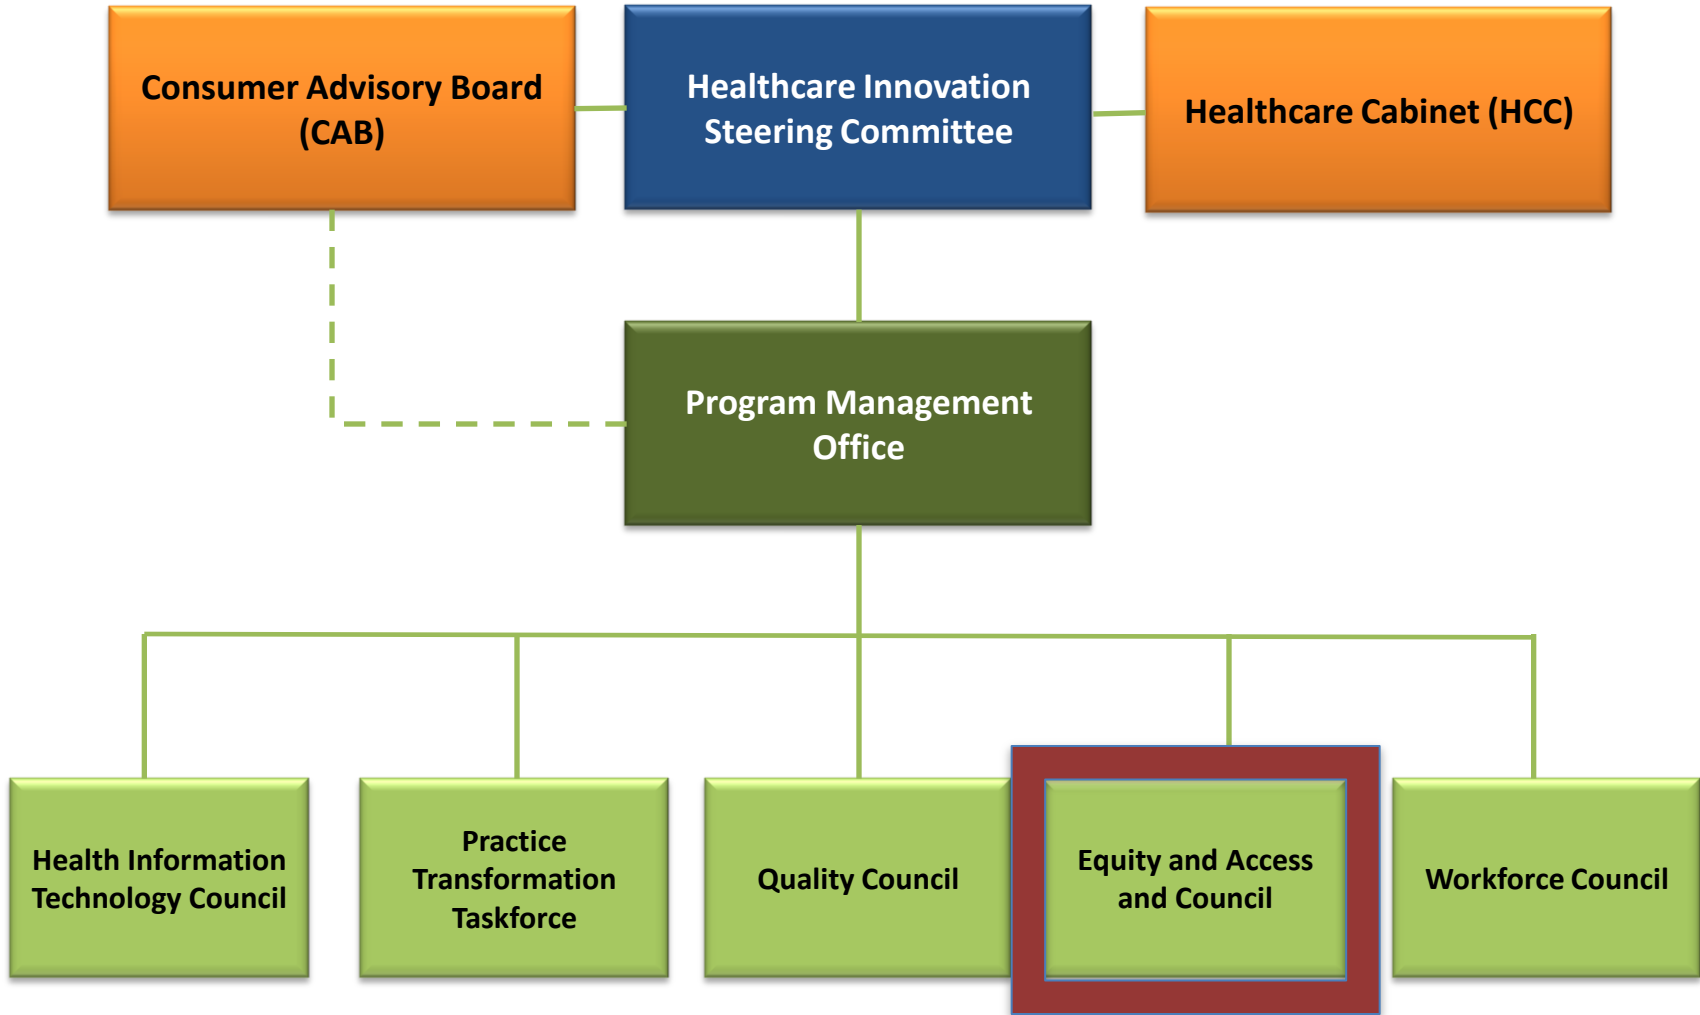 Consumer Advisory Board
(CAB)
Healthcare Innovation
Steering Committee
Healthcare Cabinet (HCC)
Program Management
Office
Health Information
Technology Council
Practice
Transformation
Taskforce
Quality Council
Equity and Access
and Council
Workforce Council